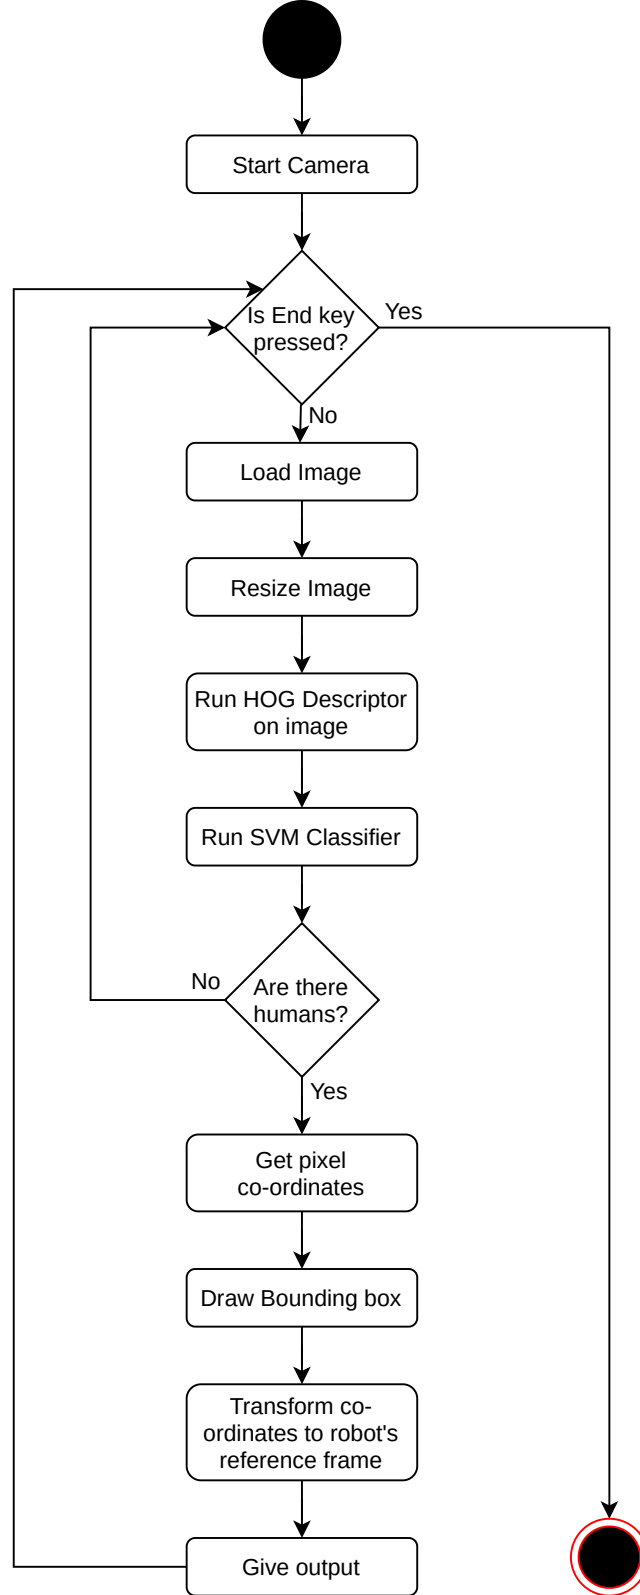 Start Camera
Is End key
pressed?
Yes
No
Load Image
Resize Image
Run HOG Descriptor
on image
Run SVM Classifier
Are there
humans?
No
Yes
Get pixel
co-ordinates
Draw Bounding box
Transform co-
ordinates to robot's
reference frame
Give output